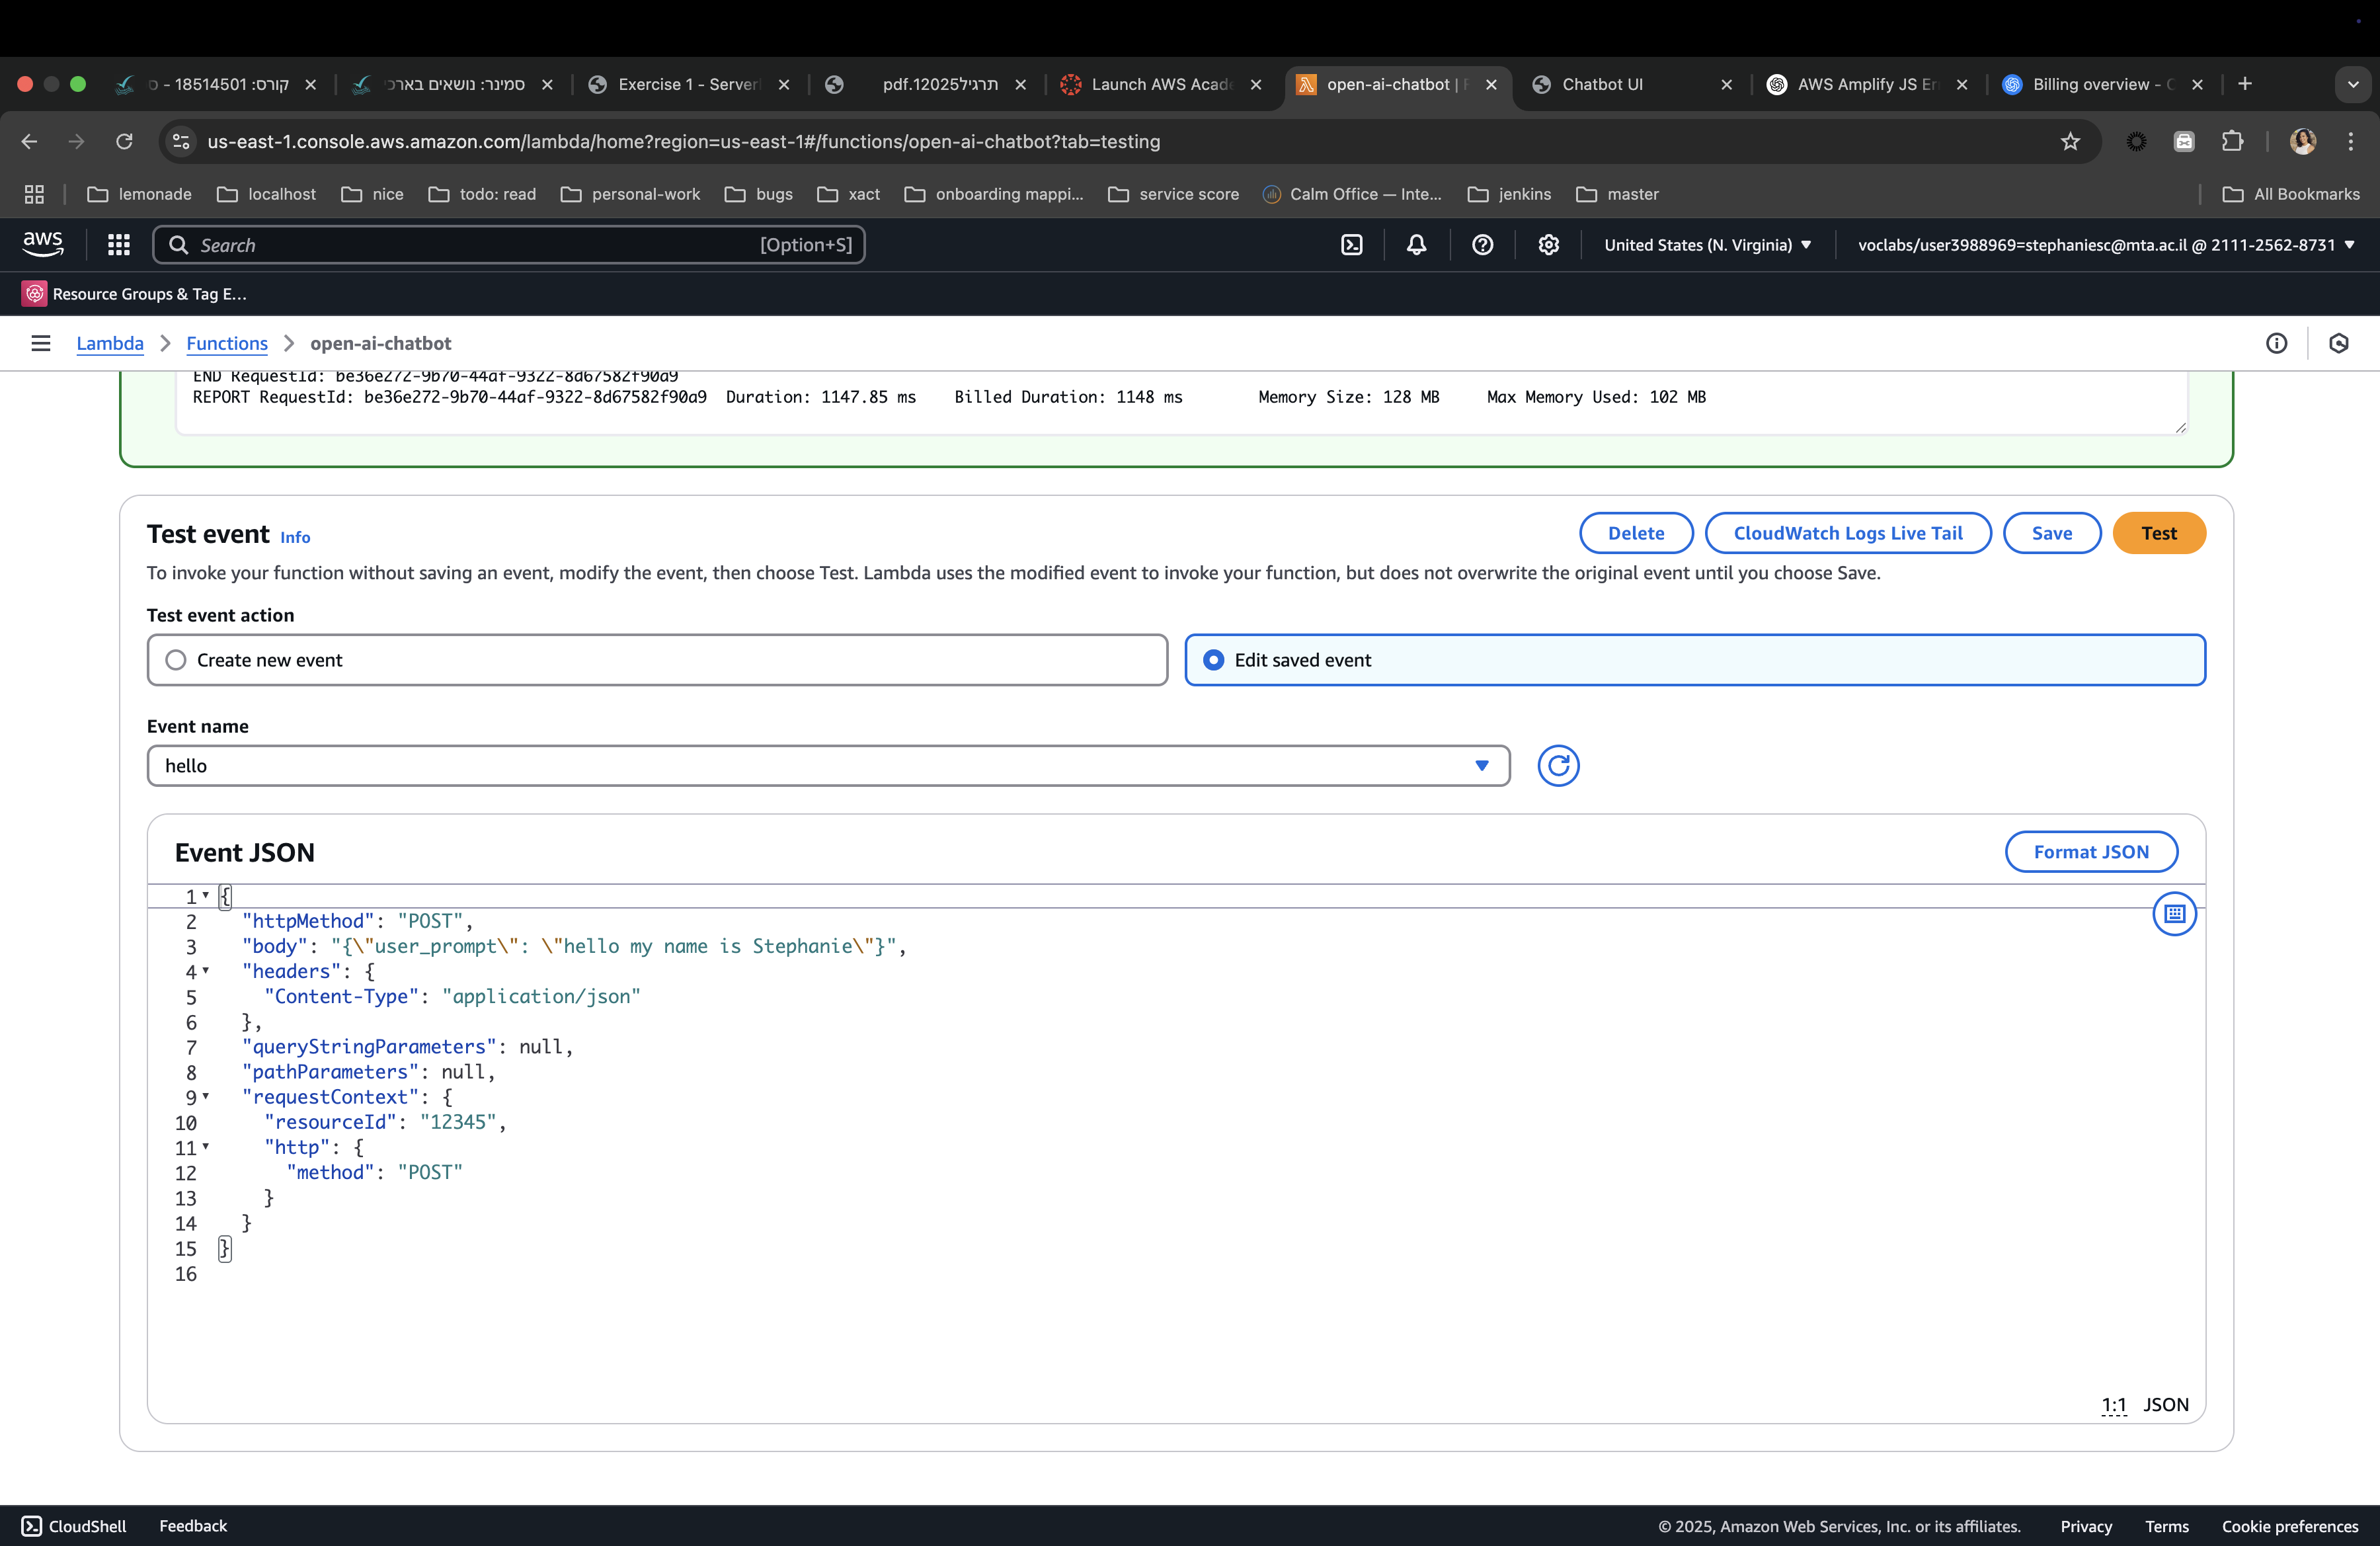 קורס: 18514501 -
סמינר: נושאים בארכי
Exercise 1 - Server
תרגיל12025.pdf
Launch AWS Acade
open-ai-chatbot |
Chatbot UI
AWS Amplify JS Er
Billing overview -
us-east-1.console.aws.amazon.com/lambda/home?region=us-east-1#/functions/open-ai-chatbot?tab=testing
lemonade
localhost
nice
todo: read
personal-work
bugs
xact
onboarding mappi...
service score
Calm Office — Inte...
jenkins
master
All Bookmarks
aws
Search
[Option+S]
United States (N. Virginia)
voclabs/user3988969=stephaniesc@mta.ac.il @ 2111-2562-8731
Resource Groups & Tag E...
Lambda
Functions
open-ai-chatbot
END RequestId: be36e272-9b70-44af-9322-8d67582f90a9
REPORT RequestId: be36e272-9b70-44af-9322-8d67582f90a9 Duration: 1147.85 ms Billed Duration: 1148 ms Memory Size: 128 MB Max Memory Used: 102 MB
Test event Info
Delete
CloudWatch Logs Live Tail
Save
Test
To invoke your function without saving an event, modify the event, then choose Test. Lambda uses the modified event to invoke your function, but does not overwrite the original event until you choose Save.
Test event action
Create new event
Edit saved event
Event name
hello
Event JSON
Format JSON
1 {
2 "httpMethod": "POST",
3 "body": "{\"user_prompt\": \"hello my name is Stephanie\"}",
4 "headers": {
5 "Content-Type": "application/json"
6 },
7 "queryStringParameters": null,
8 "pathParameters": null,
9 "requestContext": {
10 "resourceId": "12345",
11 "http": {
12 "method": "POST"
13 }
14 }
15 }
16
1:1 JSON
CloudShell
Feedback
© 2025, Amazon Web Services, Inc. or its affiliates.
Privacy
Terms
Cookie preferences